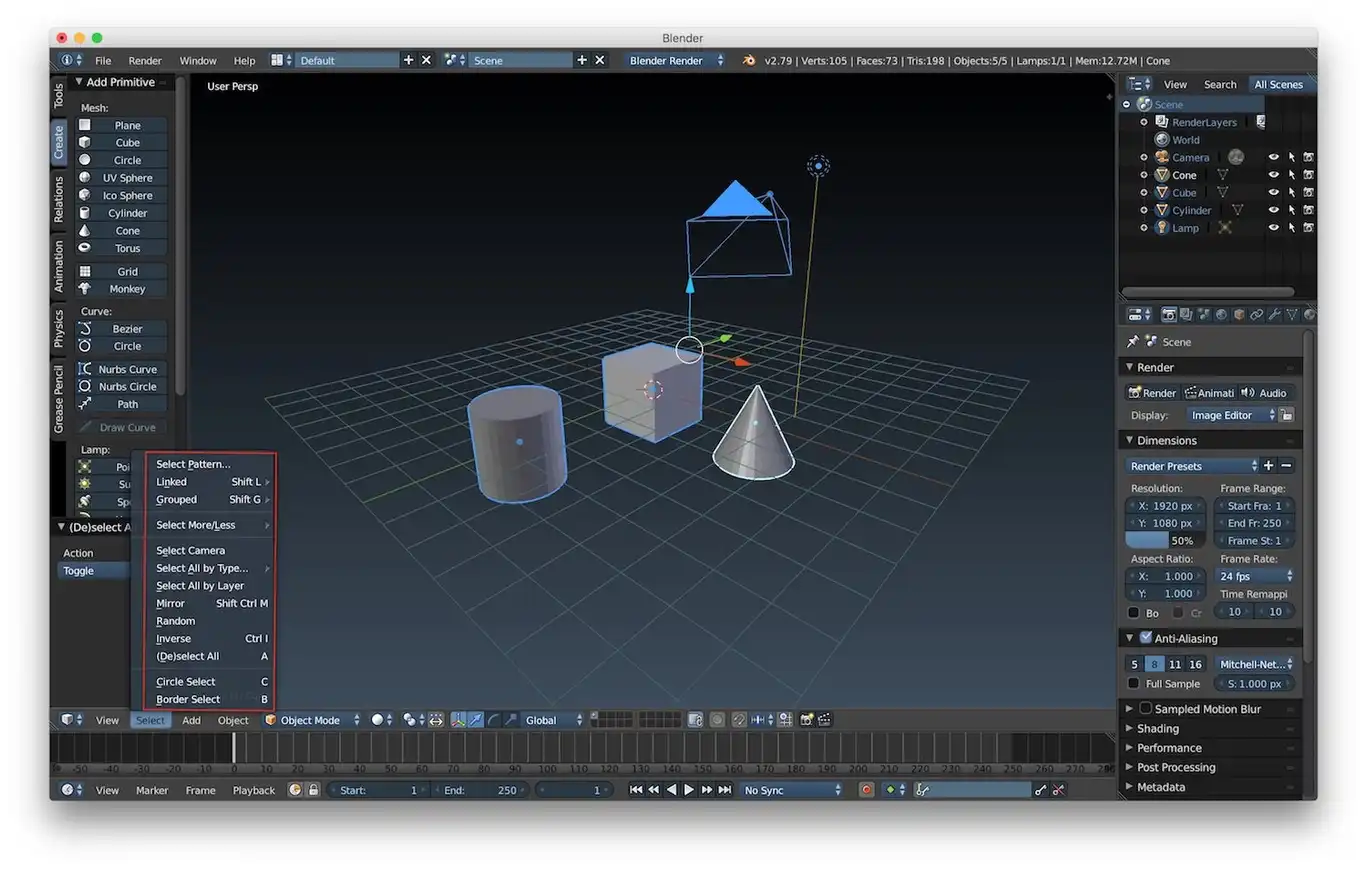 Blender
File Render Window Help Default Scene Blender Render v2.79 | Verts:105 | Faces:73 | Tris:198 | Objects:5/5 | Lamps:1/1 | Mem:12.72M | Cone
Tools
Create
Relations
Animation
Physics
Grease Pencil
Add Primitive
Mesh:
Plane
Cube
Circle
UV Sphere
Ico Sphere
Cylinder
Cone
Torus
Grid
Monkey
Curve:
Bezier
Circle
Nurbs Curve
Nurbs Circle
Path
Draw Curve
Lamp:
Poi
Su
Sp
(De)select A
Action
Toggle
User Persp
Select Pattern...
Linked Shift L
Grouped Shift G
Select More/Less
Select Camera
Select All by Type...
Select All by Layer
Mirror Shift Ctrl M
Random
Inverse Ctrl I
(De)select All A
Circle Select C
Border Select B
View Select Add Object Object Mode Global
-50 -40 -30 -20 -10 0 10 20 30 40 50 60 70 80 90 100 110 120 130 140 150 160 170 180 190 200 210 220 230 240 250 260 270
View Marker Frame Playback Start: 1 End: 250 1 No Sync
View Search All Scenes
Scene
RenderLayers
World
Camera
Cone
Cube
Cylinder
Lamp
Scene
Render
Render Animati Audio
Display: Image Editor
Dimensions
Render Presets
Resolution: Frame Range:
X: 1920 px Start Fra: 1
Y: 1080 px End Fr: 250
50% Frame St: 1
Aspect Ratio: Frame Rate:
X: 1.000 24 fps
Y: 1.000 Time Remappi
Bo Cr 10 10
Anti-Aliasing
5 8 11 16 Mitchell-Net...
Full Sample S: 1.000 px
Sampled Motion Blur
Shading
Performance
Post Processing
Metadata